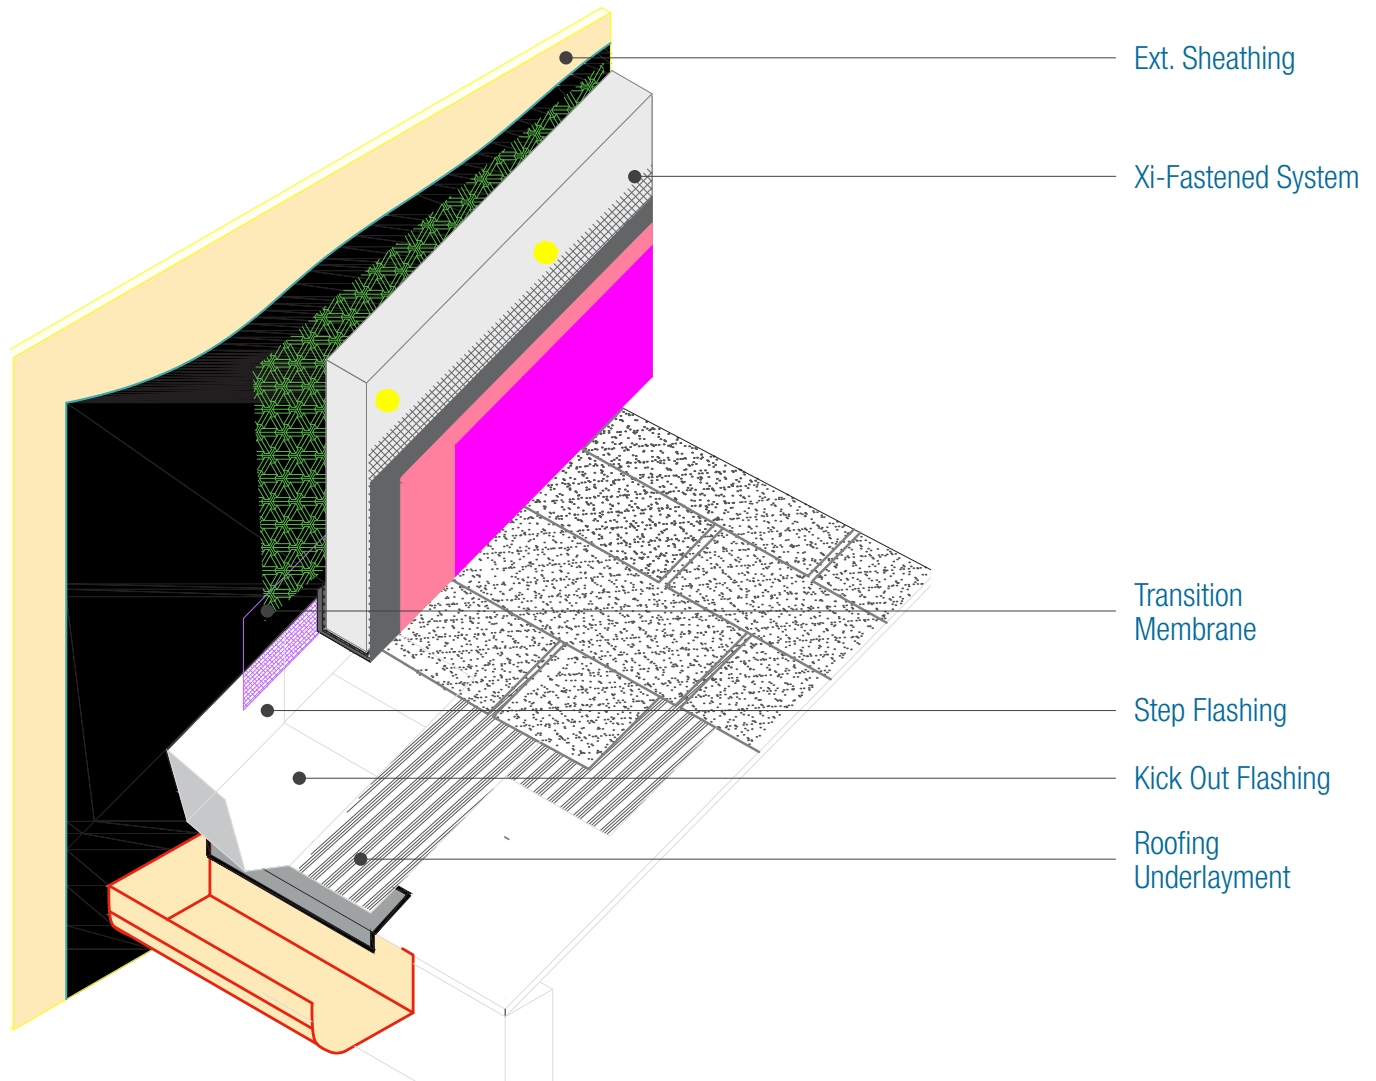 Ext. Sheathing
Xi-Fastened System
Transition
Membrane
Step Flashing
Kick Out Flashing
Roofing
Underlayment